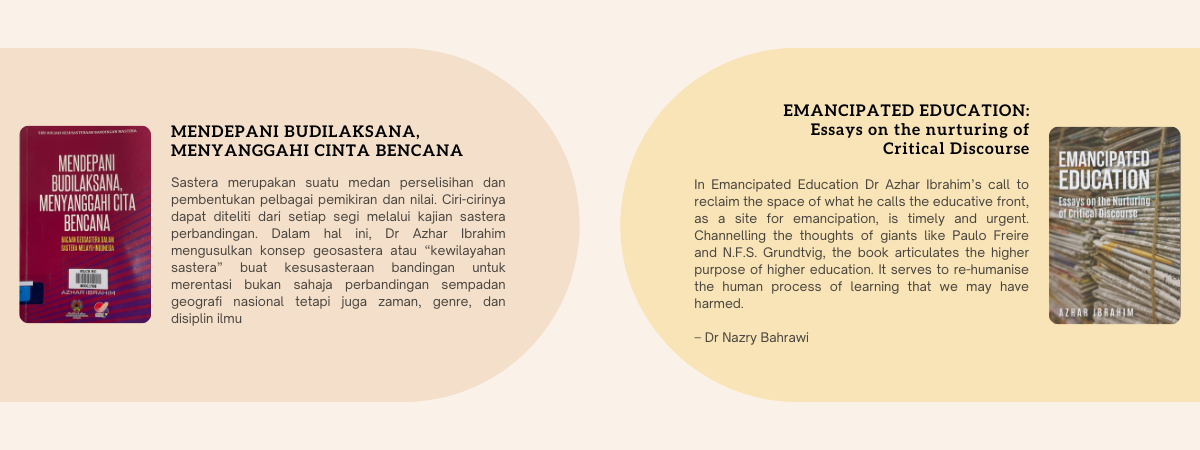 SIRI KAJIAN KESUSASTERAAN BANDINGAN MASTERA
MENDEPANI
BUDILAKSANA,
MENYANGGAHI CITA
BENCANA
BACAAN GEOSASTERA DALAM
SASTERA MELAYU-INDONESIA
AZHAR IBRAHIM
MENDEPANI BUDILAKSANA,
MENYANGGAHI CINTA BENCANA
Sastera merupakan suatu medan perselisihan dan
pembentukan pelbagai pemikiran dan nilai. Ciri-cirinya
dapat diteliti dari setiap segi melalui kajian sastera
perbandingan. Dalam hal ini, Dr Azhar Ibrahim
mengusulkan konsep geosastera atau “kewilayahan
sastera” buat kesusasteraan bandingan untuk
merentasi bukan sahaja perbandingan sempadan
geografi nasional tetapi juga zaman, genre, dan
disiplin ilmu
EMANCIPATED EDUCATION:
Essays on the nurturing of
Critical Discourse
In Emancipated Education Dr Azhar Ibrahim’s call to
reclaim the space of what he calls the educative front,
as a site for emancipation, is timely and urgent.
Channelling the thoughts of giants like Paulo Freire
and N.F.S. Grundtvig, the book articulates the higher
purpose of higher education. It serves to re-humanise
the human process of learning that we may have
harmed.
– Dr Nazry Bahrawi
EMANCIPATED
EDUCATION
Essays on the Nurturing
of Critical Discourse
AZHAR IBRAHIM